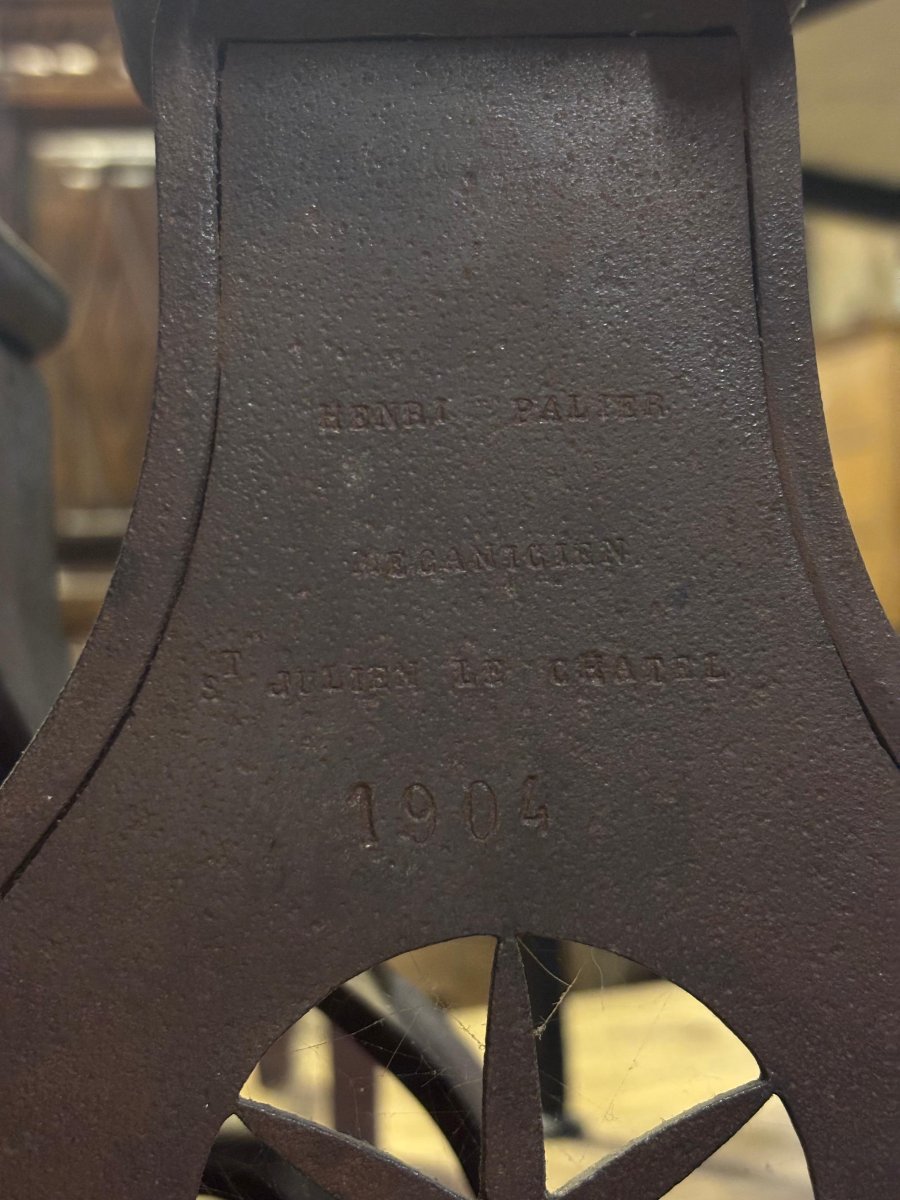 HENRI PALIER
MECANICIEN
ST JULIEN LE CHATEL
1904